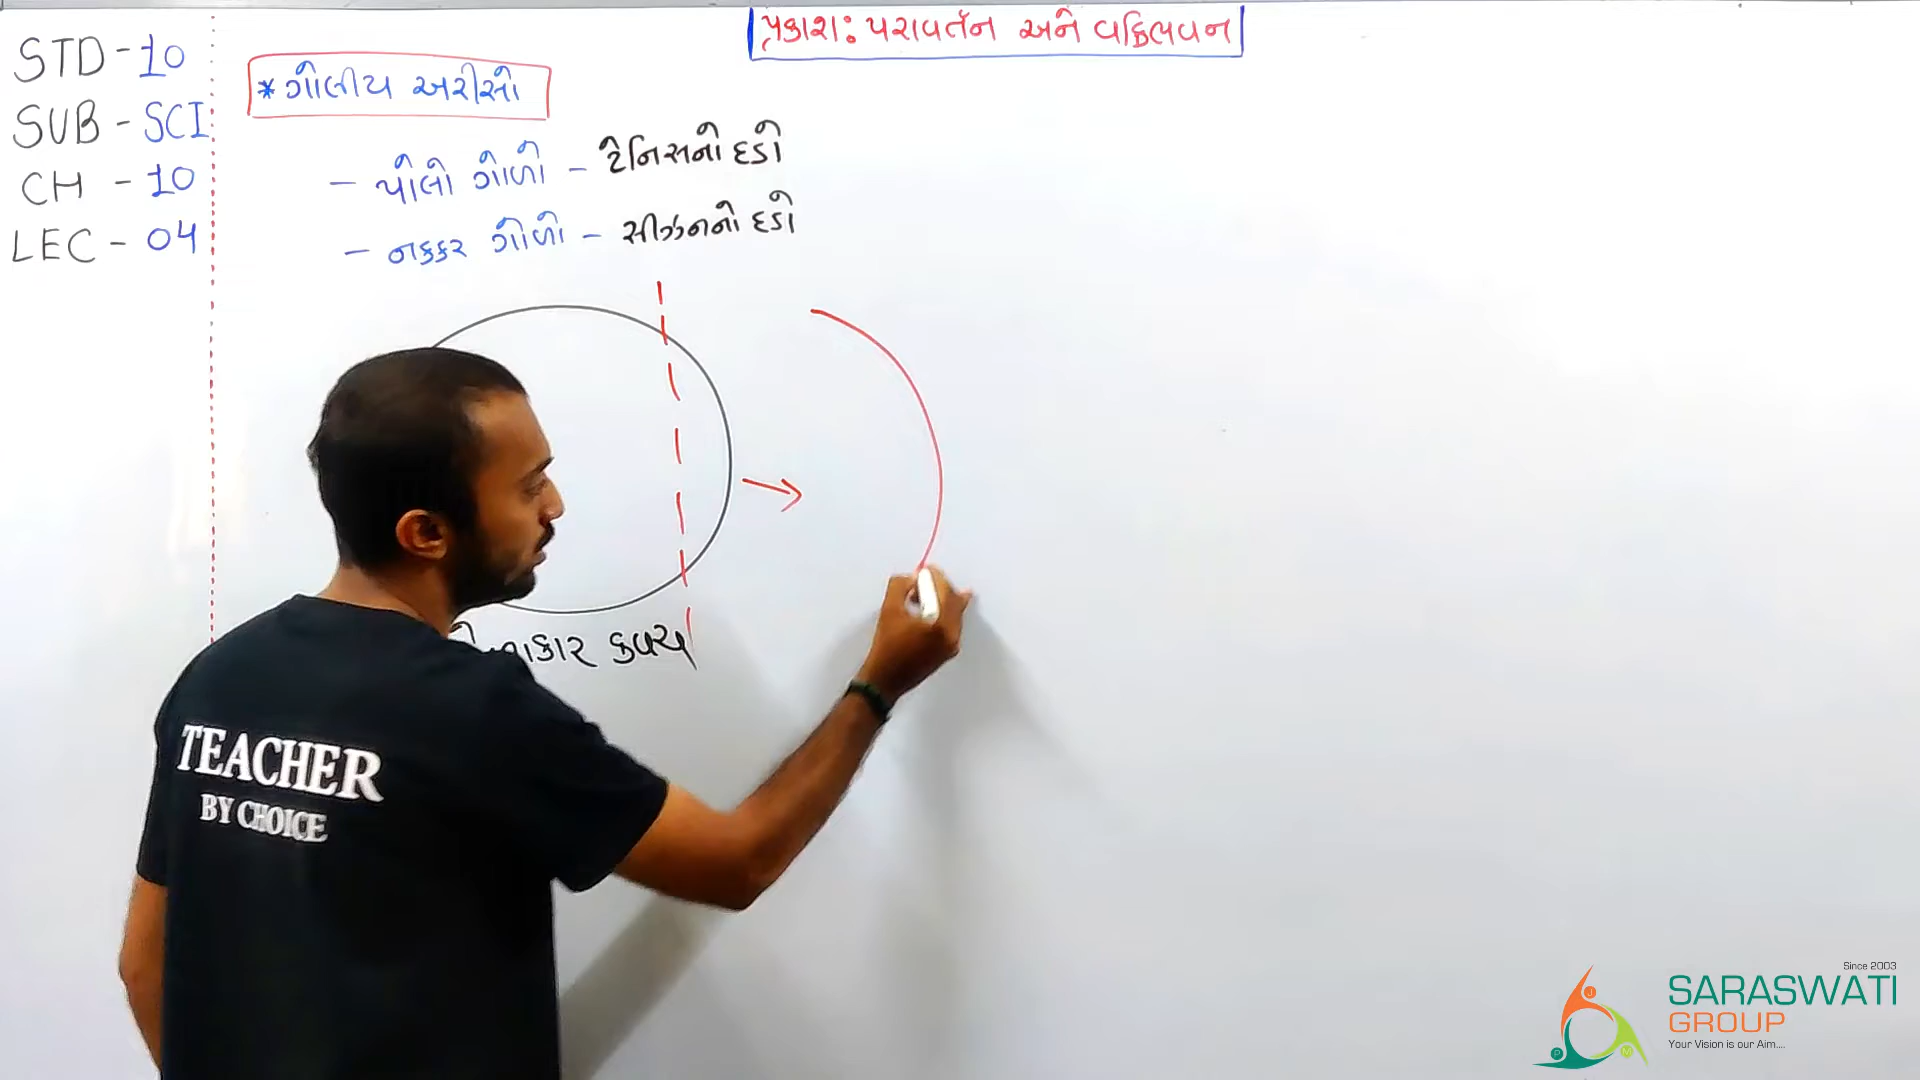 પ્રકાશ: પરાવર્તન અને વક્રિભવન
STD - 10
SUB - SCI
CH - 10
LEC - 04
* ગોલીય અરીસો
- પોલો ગોળો - ટેનિસનો દડો
- નક્કર ગોળો - સીઝનનો દડો
કવચ
TEACHER
BY CHOICE
Since 2003
SARASWATI
GROUP
Your Vision is our Aim....
J
P
M